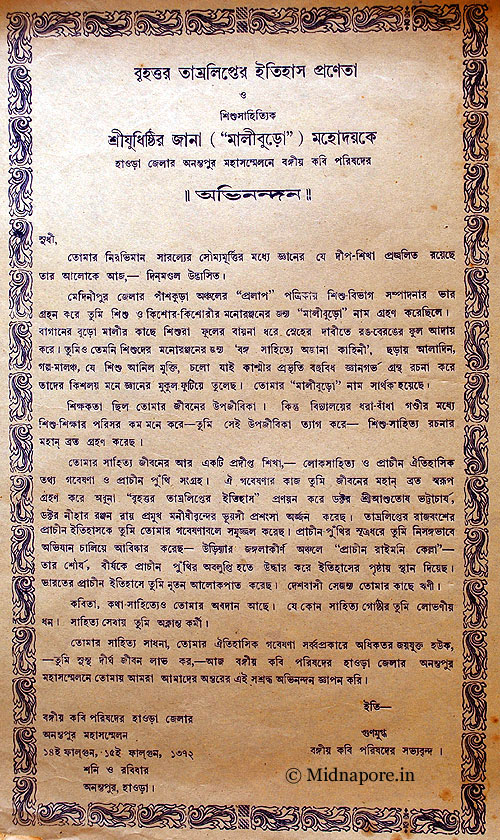 বৃহত্তর তাম্রলিপ্তের ইতিহাস প্রণেতা
ও
শিশুসাহিত্যিক
শ্রীযুধিষ্ঠির জানা ( “মালীবুড়ো” ) মহোদয়কে
হাওড়া জেলার অনন্তপুর মহাসম্মেলনে বঙ্গীয় কবি পরিষদের
॥ অভিনন্দন ॥
সুধী,
তোমার নিরভিমান সারল্যের সৌম্যমূর্ত্তির মধ্যে জ্ঞানের যে দীপ-শিখা প্রজ্বলিত রয়েছে
তার আলোকে আজ,— দিনমণ্ডল উদ্ভাসিত।
মেদিনীপুর জেলার পাঁশকুড়া অঞ্চলের “প্রলাপ” পত্রিকায় শিশু-বিভাগ সম্পাদনার ভার
গ্রহন করে তুমি শিশু ও কিশোর-কিশোরীর মনোরঞ্জনের জন্য “মালীবুড়ো” নাম গ্রহণ করেছিলে।
বাগানের বুড়ো মালীর কাছে শিশুরা ফুলের বায়না ধরে স্নেহের দাবীতে রঙ-বেরঙের ফুল আদায়
করে। তুমিও তেমনি শিশুদের মনোরঞ্জনের জন্য ‘বঙ্গ সাহিত্যে অজানা কাহিনী’, ছড়ায় আলাদিন,
গল্প-মালঞ্চ, যে শিশু আনিল মুক্তি, চলো যাই কাশ্মীর প্রভৃতি বহুবিধ জ্ঞানগর্ভ গ্রন্থ রচনা করে
তাদের কিশলয় মনে জ্ঞানের মুকুল ফুটিয়ে তুলেছ। তোমার “মালীবুড়ো” নাম সার্থক হয়েছে।
শিক্ষকতা ছিল তোমার জীবনের উপজীবিকা। কিন্তু বিদ্যালয়ের ধরা-বাঁধা গণ্ডীর মধ্যে
শিশু-শিক্ষার পরিসর কম মনে করে—তুমি সেই উপজীবিকা ত্যাগ করে— শিশু-সাহিত্য রচনার
মহান্ ব্রত গ্রহণ করেছ।
তোমার সাহিত্য জীবনের আর একটি প্রদীপ্ত শিখা,— লোকসাহিত্য ও প্রাচীন ঐতিহাসিক
তথ্য গবেষণা ও প্রাচীন পুঁথি সংগ্রহ। ঐ গবেষণার কাজ তুমি জীবনের মহান্ ব্রত স্বরূপ
গ্রহণ করে অধুনা “বৃহত্তর তাম্রলিপ্তের ইতিহাস” প্রণয়ন করে ডক্টর শ্রীআশুতোষ ভট্টাচার্য,
ডক্টর নীহার রঞ্জন রায় প্রমুখ মনীষীবৃন্দের ভূয়সী প্রশংসা অর্জ্জন করেছ। তাম্রলিপ্তের রাজবংশের
প্রাচীন ইতিহাসকে তুমি তোমার গবেষণাবলে সমুজ্জ্বল করেছ। প্রাচীন পুঁথির সূত্রধরে তুমি নিঃসঙ্গভাবে
অভিযান চালিয়ে আবিষ্কার করেছ— উড়িষ্যার জঙ্গলাকীর্ণ অঞ্চলে “প্রাচীন রাইমনি কেল্লা”—
তার শৌর্য, বীর্যকে প্রাচীন পুঁথির অবলুপ্তি হতে উদ্ধার করে ইতিহাসের পৃষ্ঠায় স্থান দিয়েছ।
ভারতের প্রাচীন ইতিহাসে তুমি নূতন আলোকপাত করেছ। দেশবাসী সেজন্য তোমার কাছে ঋণী।
কবিতা, কথা-সাহিত্যেও তোমার অবদান আছে। যে কোন সাহিত্য গোষ্ঠির তুমি লোভনীয়
ধন। সাহিত্য সেবায় তুমি অক্লান্ত কর্মী।
তোমার সাহিত্য সাধনা, তোমার ঐতিহাসিক গবেষণা সর্ব্বপ্রকারে অধিকতর জয়যুক্ত হউক,
—তুমি সুস্থ দীর্ঘ জীবন লাভ কর,—আজ বঙ্গীয় কবি পরিষদের হাওড়া জেলার অনন্তপুর
মহাসম্মেলনে তোমায় আমরা আমাদের অন্তরের এই সশ্রদ্ধ অভিনন্দন জ্ঞাপন করি।
ইতি—
বঙ্গীয় কবি পরিষদের হাওড়া জেলার
অনন্তপুর মহাসম্মেলন
১৪ই ফাল্গুন, ১৫ই ফাল্গুন, ১৩৭২
শনি ও রবিবার
অনন্তপুর, হাওড়া।
গুণমুগ্ধ
বঙ্গীয় কবি পরিষদের সভ্যবৃন্দ।
© Midnapore.in